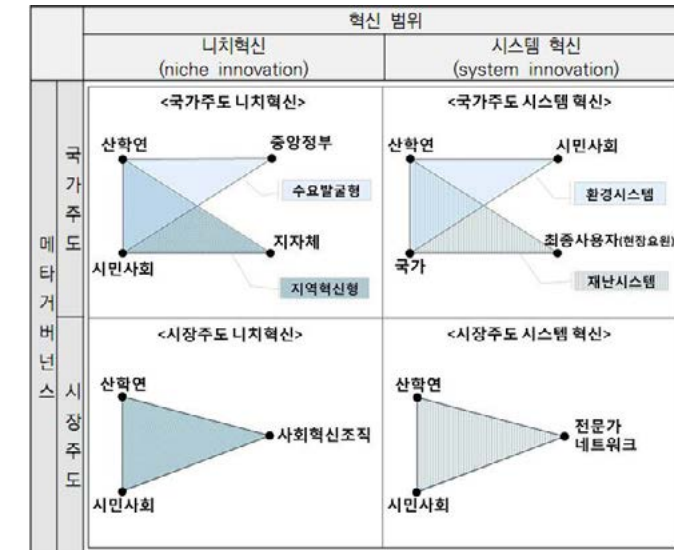 혁신 범위
니치혁신
(niche innovation)
시스템 혁신
(system innovation)
메타거버넌스
국가주도
<국가주도 니치혁신>
산학연
중앙정부
수요발굴형
시민사회
지자체
지역혁신형
<국가주도 시스템 혁신>
산학연
시민사회
환경시스템
국가
최종사용자(현장요원)
재난시스템
시장주도
<시장주도 니치혁신>
산학연
사회혁신조직
시민사회
<시장주도 시스템 혁신>
산학연
전문가
네트워크
시민사회